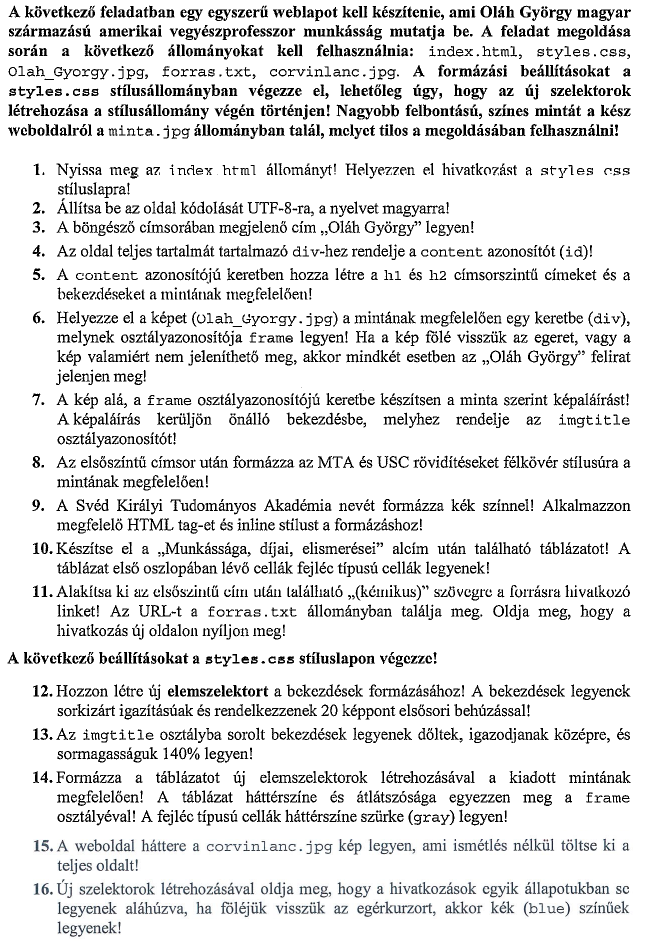 A következő feladatban egy egyszerű weblapot kell készítenie, ami Oláh György magyar
származású amerikai vegyészprofesszor munkásság mutatja be. A feladat megoldása
során a következő állományokat kell felhasználnia: index.html, styles.css,
Olah_Gyorgy.jpg, forras.txt, corvinlanc.jpg. A formázási beállításokat a
styles.css stílusállományban végezze el, lehetőleg úgy, hogy az új szelektorok
létrehozása a stílusállomány végén történjen! Nagyobb felbontású, színes mintát a kész
weboldalról a minta.jpg állományban talál, melyet tilos a megoldásában felhasználni!
1. Nyissa meg az index.html állományt! Helyezzen el hivatkozást a styles css
stíluslapra!
2. Állítsa be az oldal kódolását UTF-8-ra, a nyelvet magyarra!
3. A böngésző címsorában megjelenő cím „Oláh György” legyen!
4. Az oldal teljes tartalmát tartalmazó div-hez rendelje a content azonosítót (id)!
5. A content azonosítójú keretben hozza létre a h1 és h2 címsorszintű címeket és a
bekezdéseket a mintának megfelelően!
6. Helyezze el a képet (Olah_Gyorgy.jpg) a mintának megfelelően egy keretbe (div),
melynek osztályazonosítója frame legyen! Ha a kép fölé visszük az egeret, vagy a
kép valamiért nem jeleníthető meg, akkor mindkét esetben az „Oláh György” felirat
jelenjen meg!
7. A kép alá, a frame osztályazonosítójú keretbe készítsen a minta szerint képaláírást!
A képaláírás kerüljön önálló bekezdésbe, melyhez rendelje az imgtitle
osztályazonosítót!
8. Az elsőszintű címsor után formázza az MTA és USC rövidítéseket félkövér stílusúra a
mintának megfelelően!
9. A Svéd Királyi Tudományos Akadémia nevét formázza kék színnel! Alkalmazzon
megfelelő HTML tag-et és inline stílust a formázáshoz!
10. Készítse el a „Munkássága, díjai, elismerései” alcím után található táblázatot! A
táblázat első oszlopában lévő cellák fejléc típusú cellák legyenek!
11. Alakítsa ki az elsőszintű cím után található „(kémikus)” szövegre a forrásra hivatkozó
linket! Az URL-t a forras.txt állományban találja meg. Oldja meg, hogy a
hivatkozás új oldalon nyíljon meg!
A következő beállításokat a styles.css stíluslapon végezze!
12. Hozzon létre új elemszelektort a bekezdések formázásához! A bekezdések legyenek
sorkizárt igazításúak és rendelkezzenek 20 képpont elsősori behúzással!
13. Az imgtitle osztályba sorolt bekezdések legyenek dőltek, igazodjanak középre, és
sormagasságuk 140% legyen!
14. Formázza a táblázatot új elemszelektorok létrehozásával a kiadott mintának
megfelelően! A táblázat háttérszíne és átlátszósága egyezzen meg a frame
osztályéval! A fejléc típusú cellák háttérszíne szürke (gray) legyen!
15. A weboldal háttere a corvinlanc.jpg kép legyen, ami ismétlés nélkül töltse ki a
teljes oldalt!
16. Új szelektorok létrehozásával oldja meg, hogy a hivatkozások egyik állapotukban se
legyenek aláhúzva, ha föléjük visszük az egérkurzort, akkor kék (blue) színűek
legyenek!